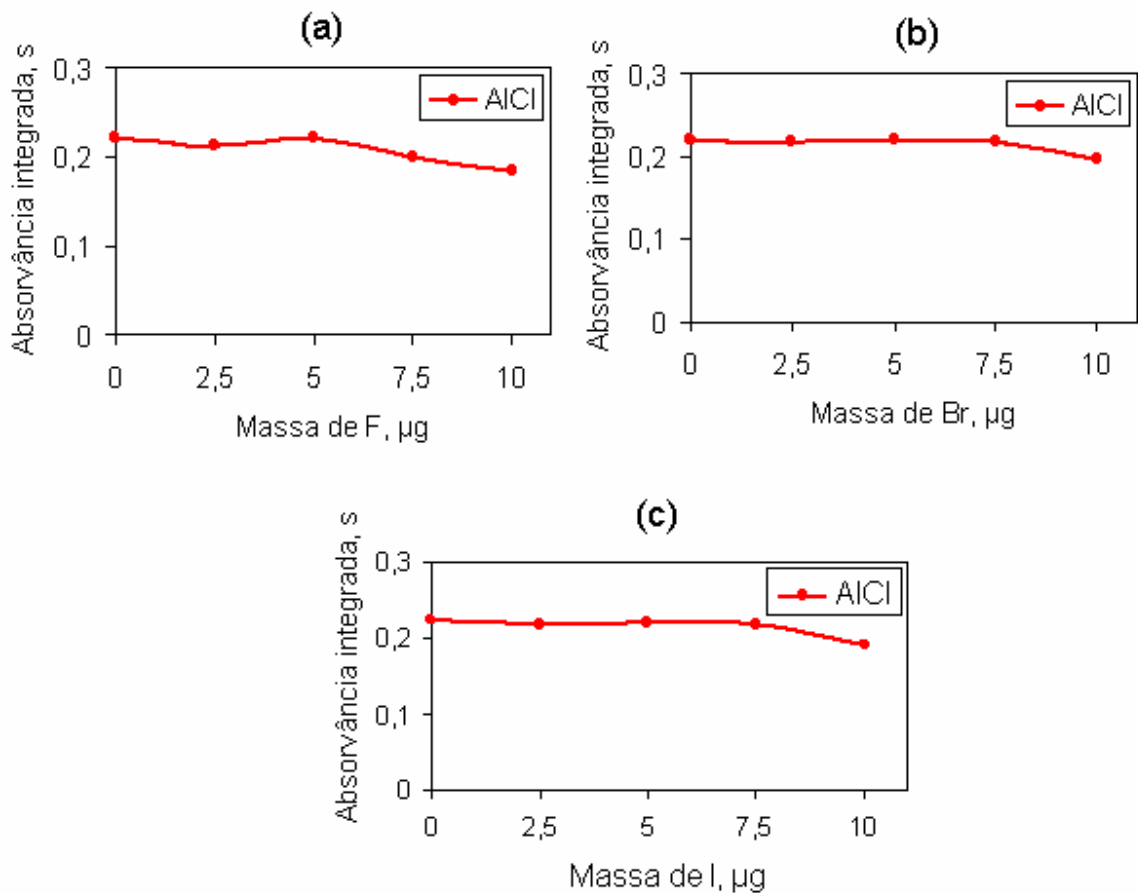 (a)
Absorvância integrada, s
0,3
0,2
0,1
0
AlCl
0 2,5 5 7,5 10
Massa de F, µg
(b)
Absorvância integrada, s
0,3
0,2
0,1
0
AlCl
0 2,5 5 7,5 10
Massa de Br, µg
(c)
Absorvância integrada, s
0,3
0,2
0,1
0
AlCl
0 2,5 5 7,5 10
Massa de I, µg